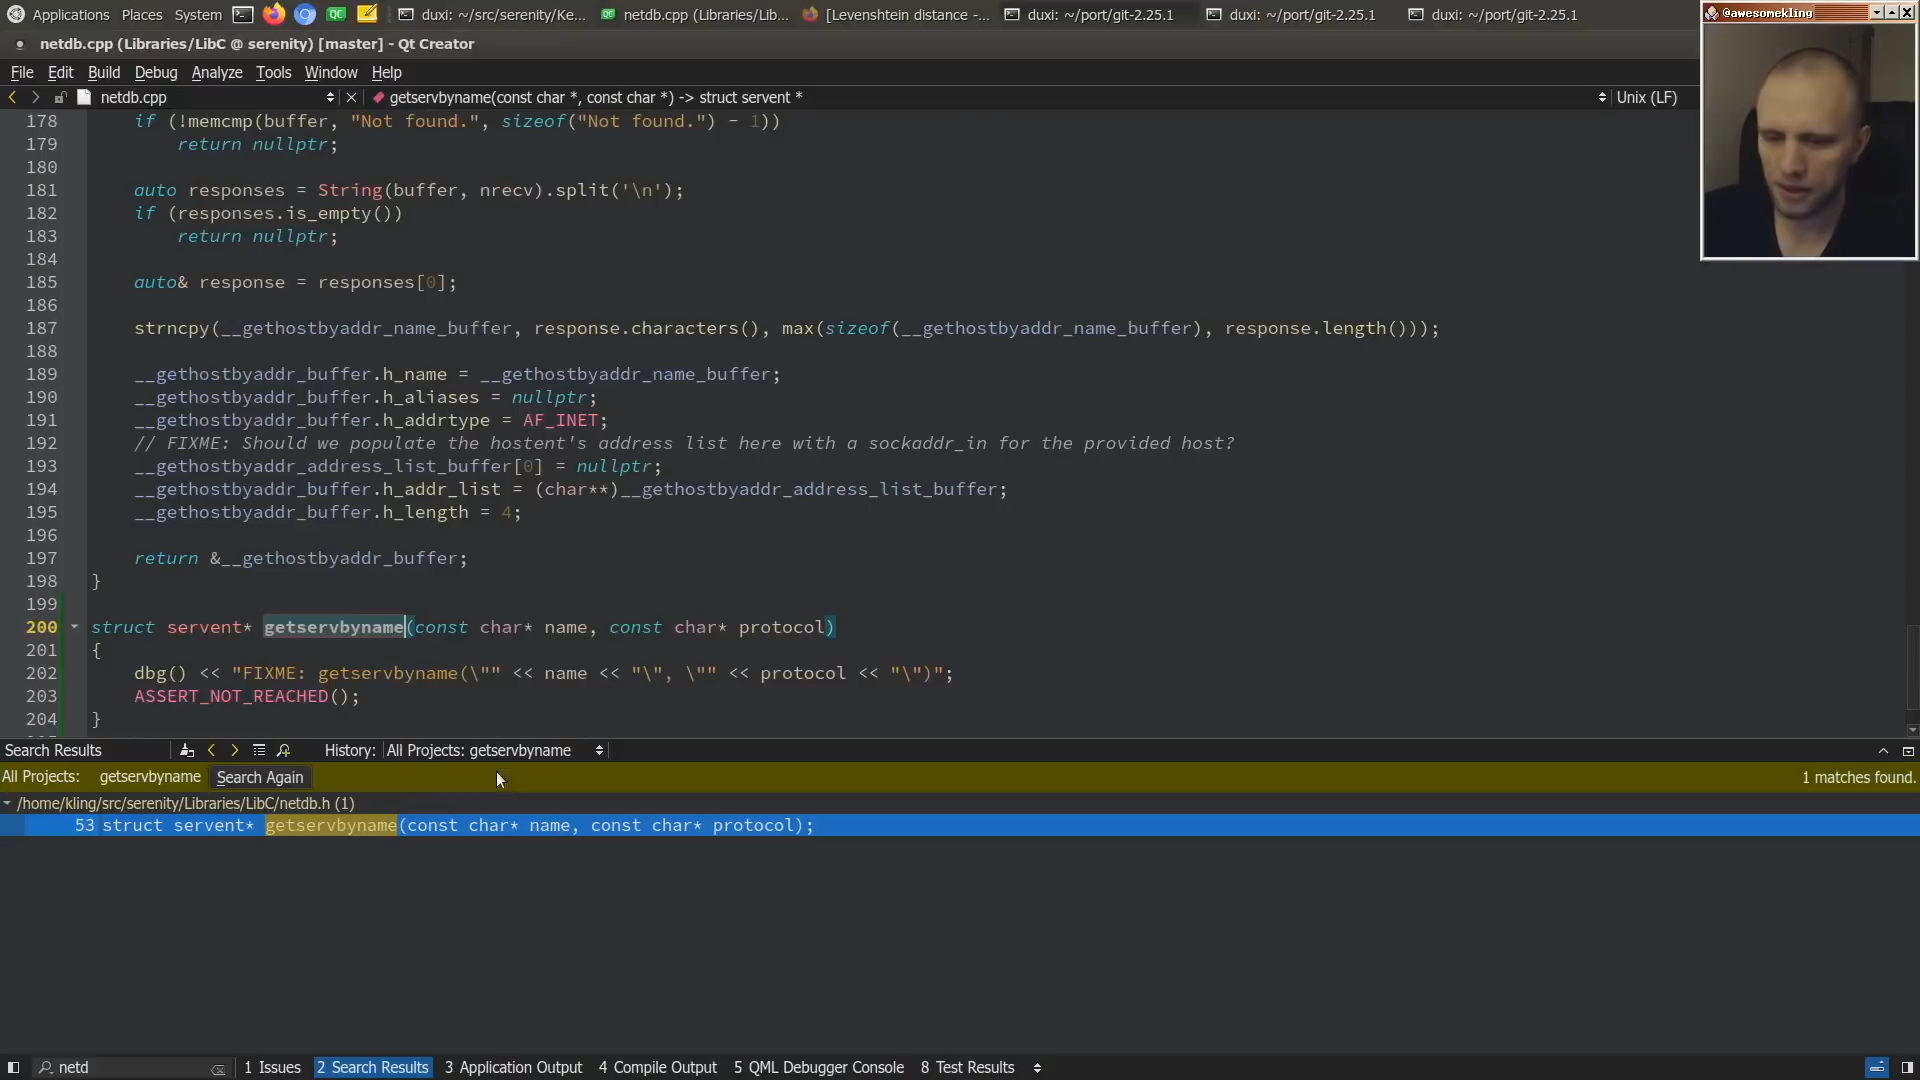 Applications Places System duxi: ~/src/serenity/Ke... netdb.cpp (Libraries/Lib... [Levenshtein distance -... duxi: ~/port/git-2.25.1 duxi: ~/port/git-2.25.1 duxi: ~/port/git-2.25.1
@awesomekling
netdb.cpp (Libraries/LibC @ serenity) [master] - Qt Creator
File Edit Build Debug Analyze Tools Window Help
netdb.cpp getservbyname(const char *, const char *) -> struct servent * Unix (LF)
178 if (!memcmp(buffer, "Not found.", sizeof("Not found.") - 1))
179 return nullptr;
180
181 auto responses = String(buffer, nrecv).split('\n');
182 if (responses.is_empty())
183 return nullptr;
184
185 auto& response = responses[0];
186
187 strncpy(__gethostbyaddr_name_buffer, response.characters(), max(sizeof(__gethostbyaddr_name_buffer), response.length()));
188
189 __gethostbyaddr_buffer.h_name = __gethostbyaddr_name_buffer;
190 __gethostbyaddr_buffer.h_aliases = nullptr;
191 __gethostbyaddr_buffer.h_addrtype = AF_INET;
192 // FIXME: Should we populate the hostent's address list here with a sockaddr_in for the provided host?
193 __gethostbyaddr_address_list_buffer[0] = nullptr;
194 __gethostbyaddr_buffer.h_addr_list = (char**)__gethostbyaddr_address_list_buffer;
195 __gethostbyaddr_buffer.h_length = 4;
196
197 return &__gethostbyaddr_buffer;
198 }
199
200 struct servent* getservbyname(const char* name, const char* protocol)
201 {
202 dbg() << "FIXME: getservbyname(\"" << name << "\", \"" << protocol << "\")";
203 ASSERT_NOT_REACHED();
204 }
Search Results History: All Projects: getservbyname
All Projects: getservbyname Search Again 1 matches found.
/home/kling/src/serenity/Libraries/LibC/netdb.h (1)
53 struct servent* getservbyname(const char* name, const char* protocol);
netd 1 Issues 2 Search Results 3 Application Output 4 Compile Output 5 QML Debugger Console 8 Test Results